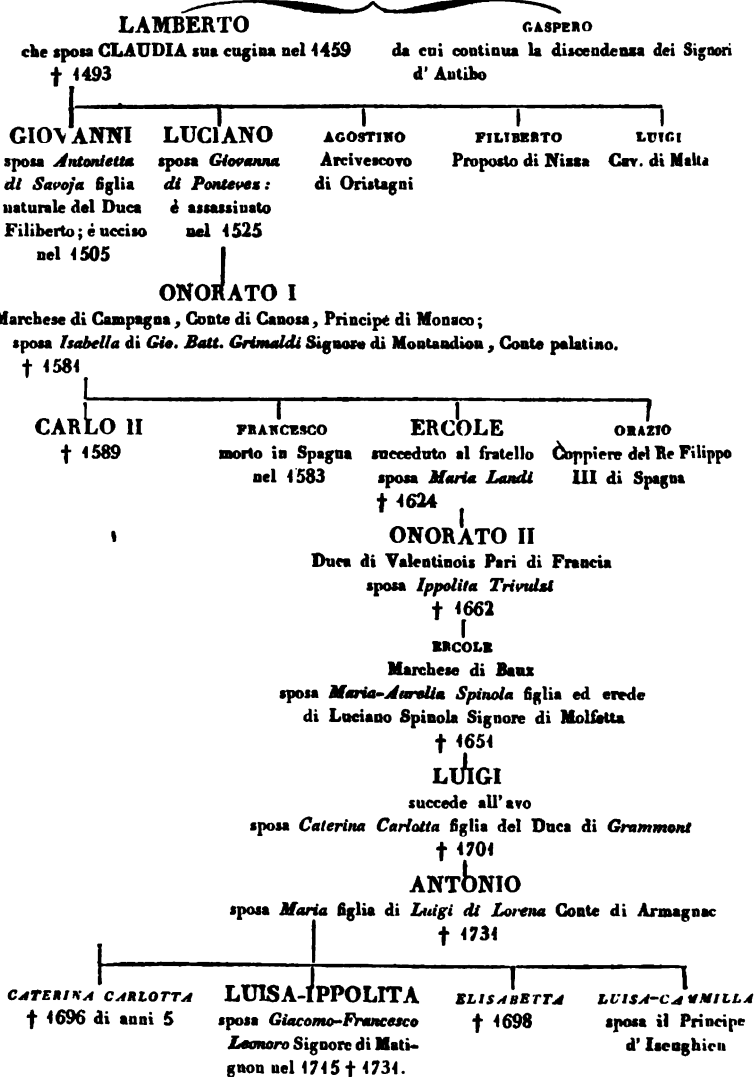 LAMBERTO
che sposa CLAUDIA sua cugina nel 1459
† 1493
GASPERO
da cui continua la discendenza dei Signori
d' Antibo
GIOVANNI
sposa Antonietta
di Savoja figlia
naturale del Duca
Filiberto; é ucciso
nel 1505
LUCIANO
sposa Giovanna
di Ponteves:
è assassinato
nel 1525
AGOSTINO
Arcivescovo
di Oristagni
FILIBERTO
Proposto di Nizza
LUIGI
Cav. di Malta
ONORATO I
Marchese di Campagna, Conte di Canosa, Principe di Monaco;
sposa Isabella di Gio. Batt. Grimaldi Signore di Montandion, Conte palatino.
† 1581
CARLO II
† 1589
FRANCESCO
morto in Spagna
nel 1583
ERCOLE
succeduto al fratello
sposa Maria Landi
† 1624
ORAZIO
Coppiere del Re Filippo
III di Spagna
ONORATO II
Duca di Valentinois Pari di Francia
sposa Ippolita Trivulzi
† 1662
ERCOLE
Marchese di Baux
sposa Maria-Aurelia Spinola figlia ed erede
di Luciano Spinola Signore di Molfetta
† 1651
LUIGI
succede all'avo
sposa Caterina Carlotta figlia del Duca di Grammont
† 1701
ANTONIO
sposa Maria figlia di Luigi di Lorena Conte di Armagnac
† 1731
CATERINA CARLOTTA
† 1696 di anni 5
LUISA-IPPOLITA
sposa Giacomo-Francesco
Leonoro Signore di Mati-
gnon nel 1715 † 1731.
ELISABETTA
† 1698
LUISA-CAMMILLA
sposa il Principe
d' Isenghien